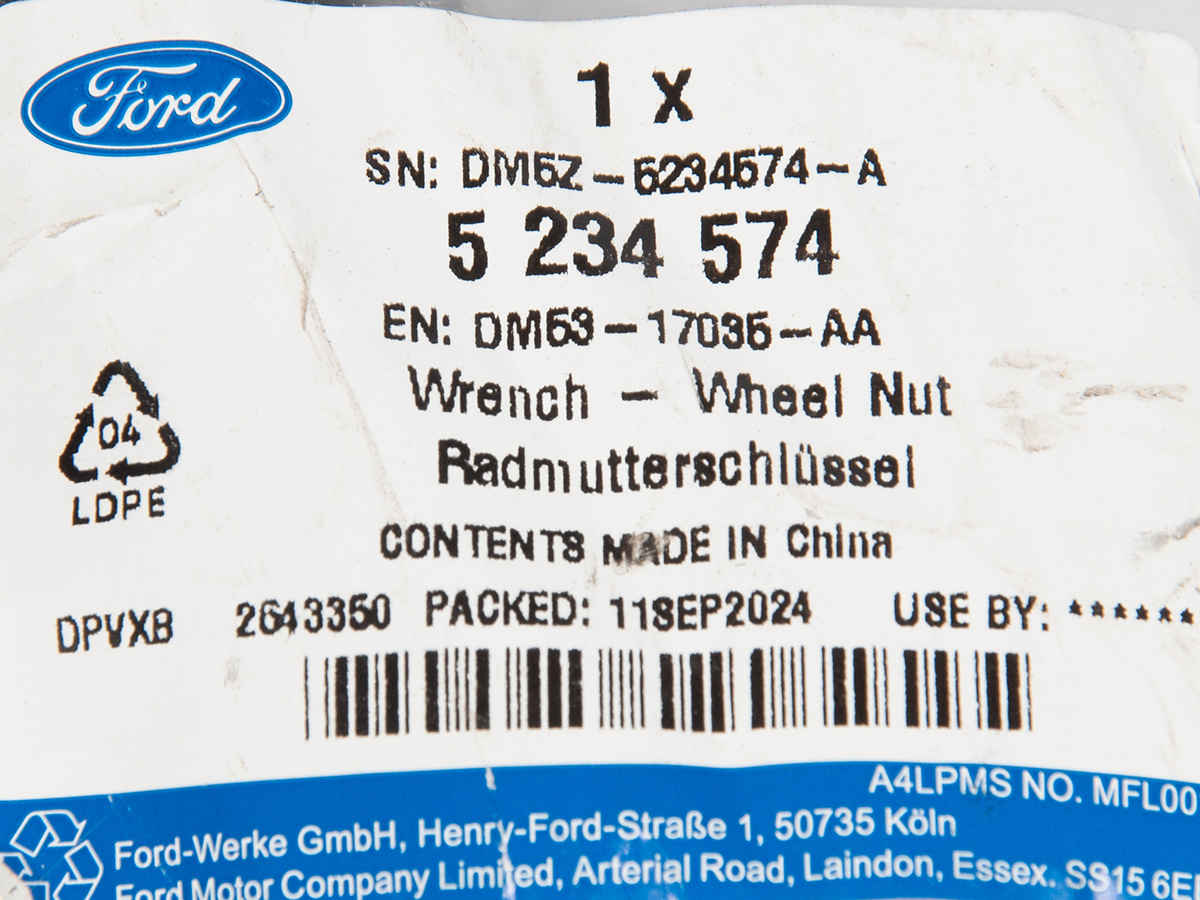 Ford
1 x
SN: DM5Z-5234574-A
5 234 574
EN: DM53-17035-AA
Wrench - Wheel Nut
Radmutterschlüssel
04
LDPE
CONTENTS MADE IN China
DPVXB 2643350 PACKED: 11SEP2024 USE BY: ******
A4LPMS NO. MFL00
Ford-Werke GmbH, Henry-Ford-Straße 1, 50735 Köln
Ford Motor Company Limited, Arterial Road, Laindon, Essex. SS15 6E